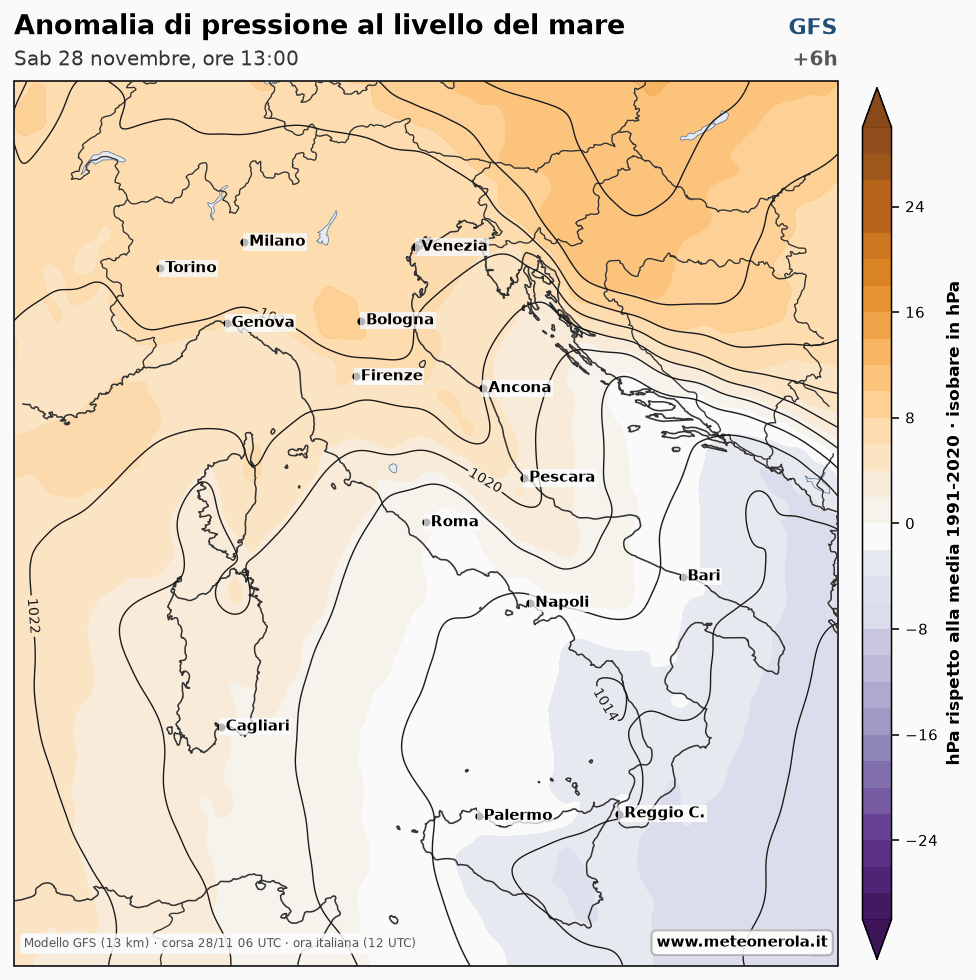 Anomalia di pressione al livello del mare
GFS
Sab 28 novembre, ore 13:00
+6h
Milano
Venezia
Torino
Genova
Bologna
Firenze
Ancona
1020
Pescara
Roma
Bari
Napoli
1022
1014
Cagliari
Palermo
Reggio C.
24
16
8
0
−8
−16
−24
hPa rispetto alla media 1991-2020 · isobare in hPa
Modello GFS (13 km) · corsa 28/11 06 UTC · ora italiana (12 UTC)
www.meteonerola.it